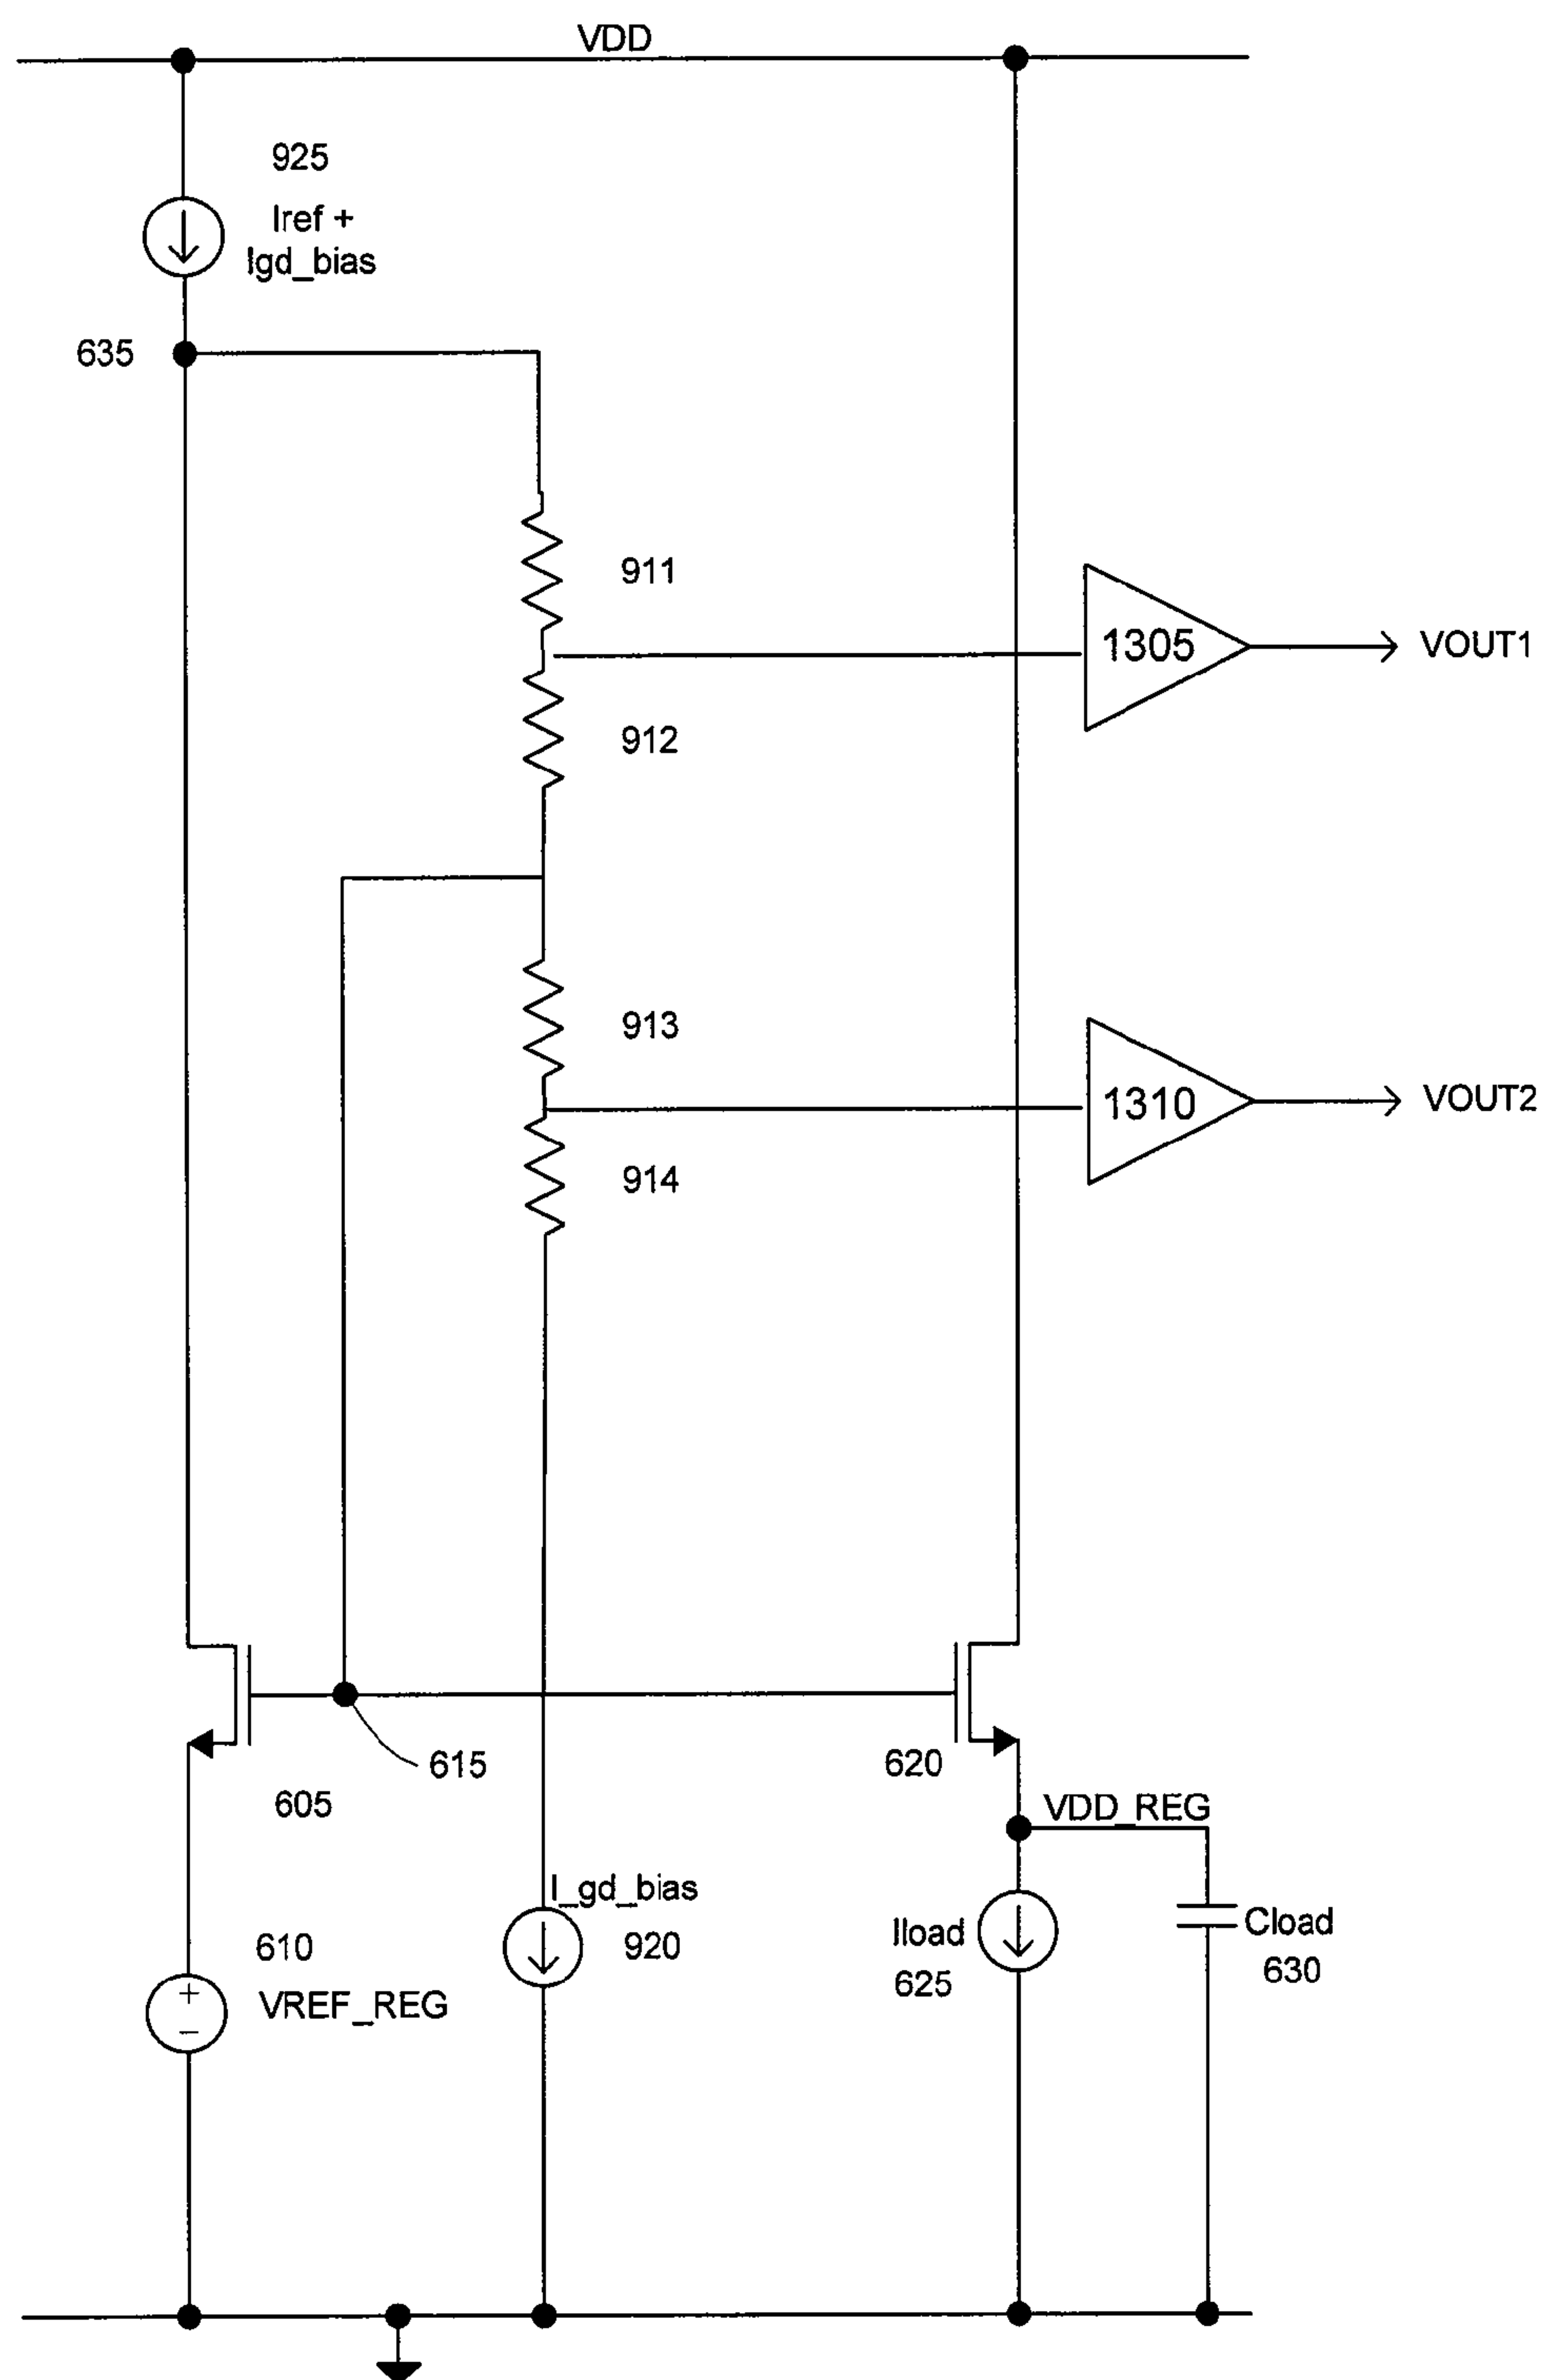 VDD
925
Iref +
Igd_bias
635
911
1305
VOUT1
912
913
1310
VOUT2
914
615
620
605
VDD_REG
I_gd_bias
920
610
VREF_REG
+
−
Iload
625
Cload
630